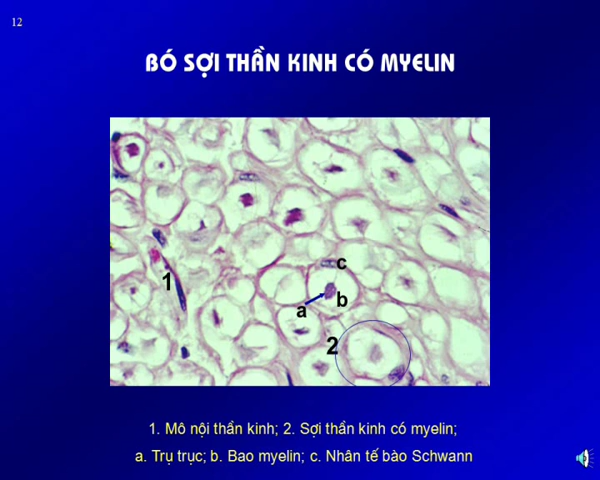 12
BÓ SỢI THẦN KINH CÓ MYELIN
c
1
a
b
2
1. Mô nội thần kinh; 2. Sợi thần kinh có myelin;
a. Trụ trục; b. Bao myelin; c. Nhân tế bào Schwann